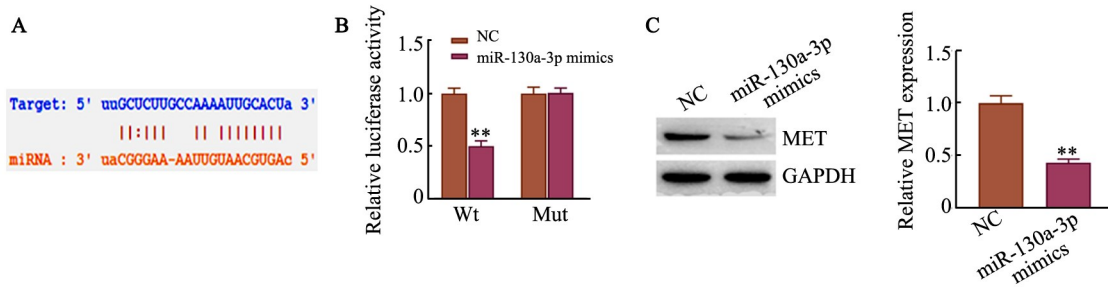 A
Target: 5' uuGCUCUUGCCAAAAUUGCACUa 3'
miRNA : 3' uaCGGGAA-AAUUGUAACGUGAc 5'
B
Relative luciferase activity
NC
miR-130a-3p mimics
1.5
1.0
0.5
0
**
Wt
Mut
C
NC
miR-130a-3p
mimics
MET
GAPDH
Relative MET expression
1.5
1.0
0.5
0
**
NC
miR-130a-3p
mimics